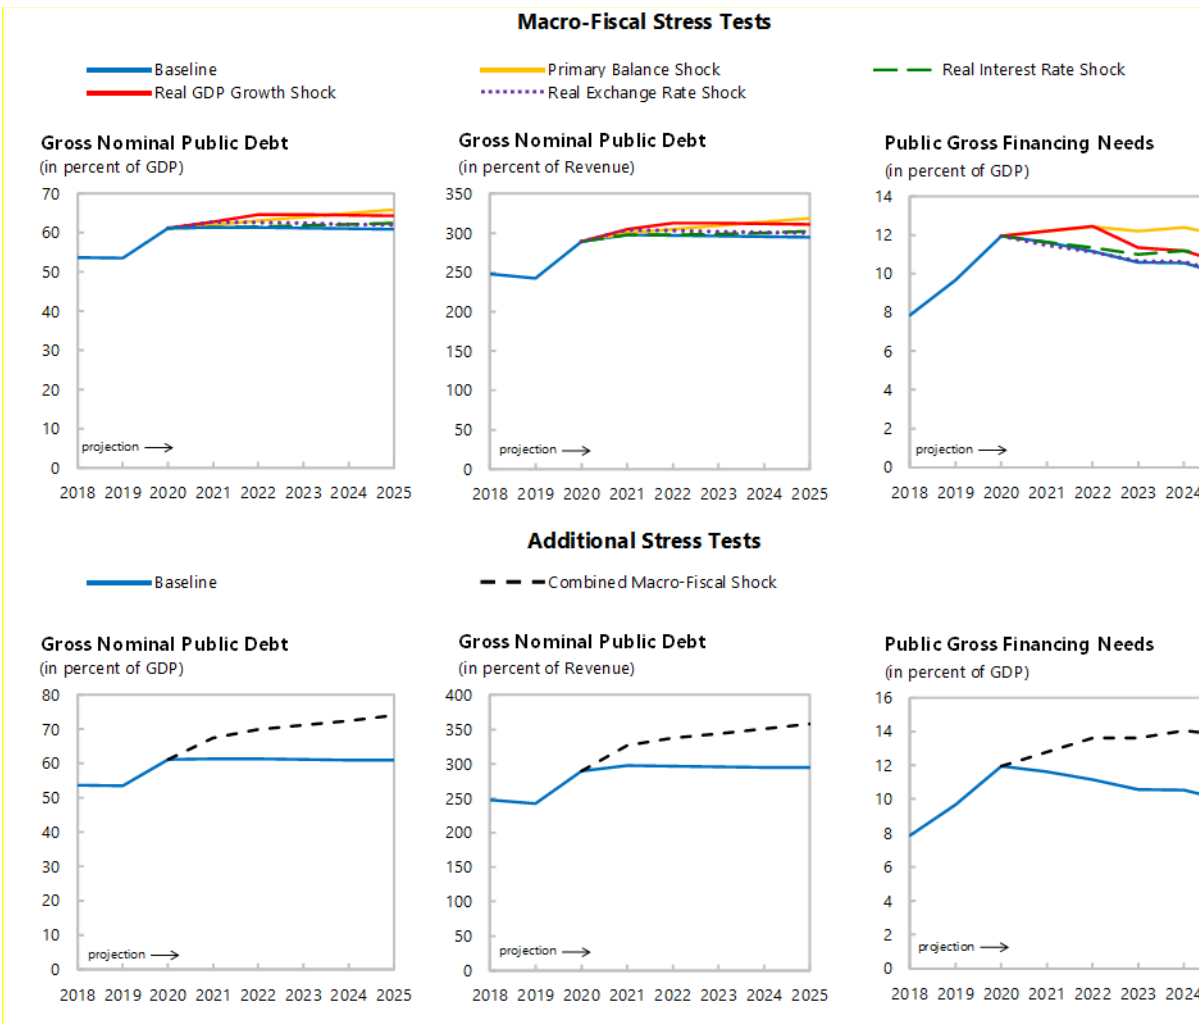 Macro-Fiscal Stress Tests
Baseline
Primary Balance Shock
Real Interest Rate Shock
Real GDP Growth Shock
Real Exchange Rate Shock
Gross Nominal Public Debt
(in percent of GDP)
70
60
50
40
30
20
10
0
projection
2018 2019 2020 2021 2022 2023 2024 2025
Gross Nominal Public Debt
(in percent of Revenue)
350
300
250
200
150
100
50
0
projection
2018 2019 2020 2021 2022 2023 2024 2025
Public Gross Financing Needs
(in percent of GDP)
14
12
10
8
6
4
2
0
projection
2018 2019 2020 2021 2022 2023 2024
Additional Stress Tests
Baseline
Combined Macro-Fiscal Shock
Gross Nominal Public Debt
(in percent of GDP)
80
70
60
50
40
30
20
10
0
projection
2018 2019 2020 2021 2022 2023 2024 2025
Gross Nominal Public Debt
(in percent of Revenue)
400
350
300
250
200
150
100
50
0
projection
2018 2019 2020 2021 2022 2023 2024 2025
Public Gross Financing Needs
(in percent of GDP)
16
14
12
10
8
6
4
2
0
projection
2018 2019 2020 2021 2022 2023 2024